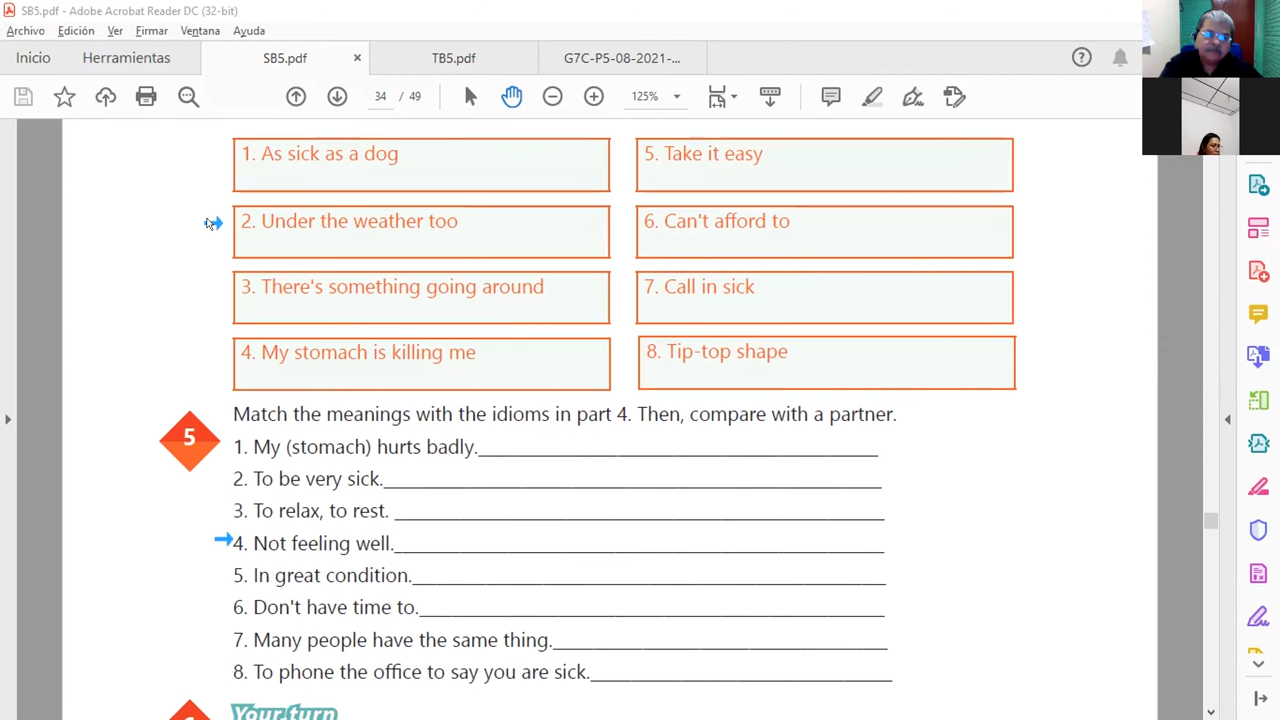 SB5.pdf - Adobe Acrobat Reader DC (32-bit)
Archivo Edición Ver Firmar Ventana Ayuda
Inicio Herramientas SB5.pdf × TB5.pdf G7C-P5-08-2021-...
34 / 49 125%
1. As sick as a dog
5. Take it easy
2. Under the weather too
6. Can't afford to
3. There's something going around
7. Call in sick
4. My stomach is killing me
8. Tip-top shape
5
Match the meanings with the idioms in part 4. Then, compare with a partner.
1. My (stomach) hurts badly.
2. To be very sick.
3. To relax, to rest.
4. Not feeling well.
5. In great condition.
6. Don't have time to.
7. Many people have the same thing.
8. To phone the office to say you are sick.
Your turn